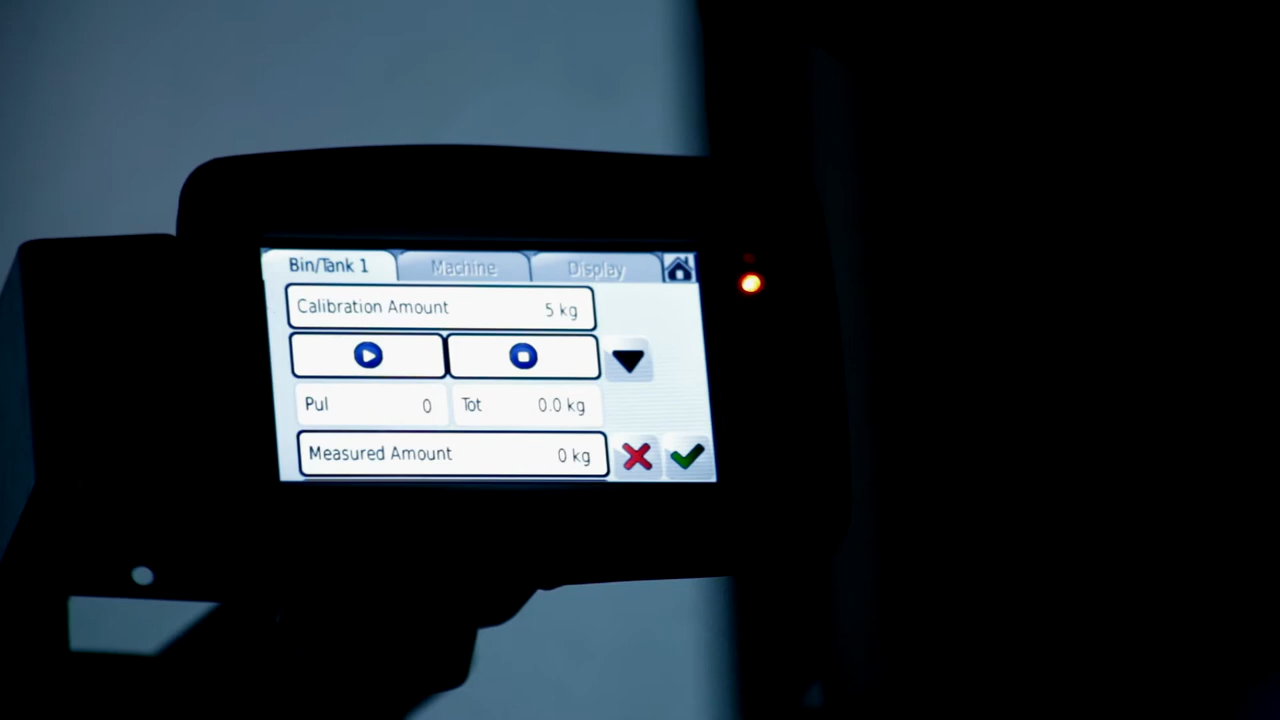 Bin/Tank 1 Machine Display
Calibration Amount 5 kg
Pul 0 Tot 0.0 kg
Measured Amount 0 kg